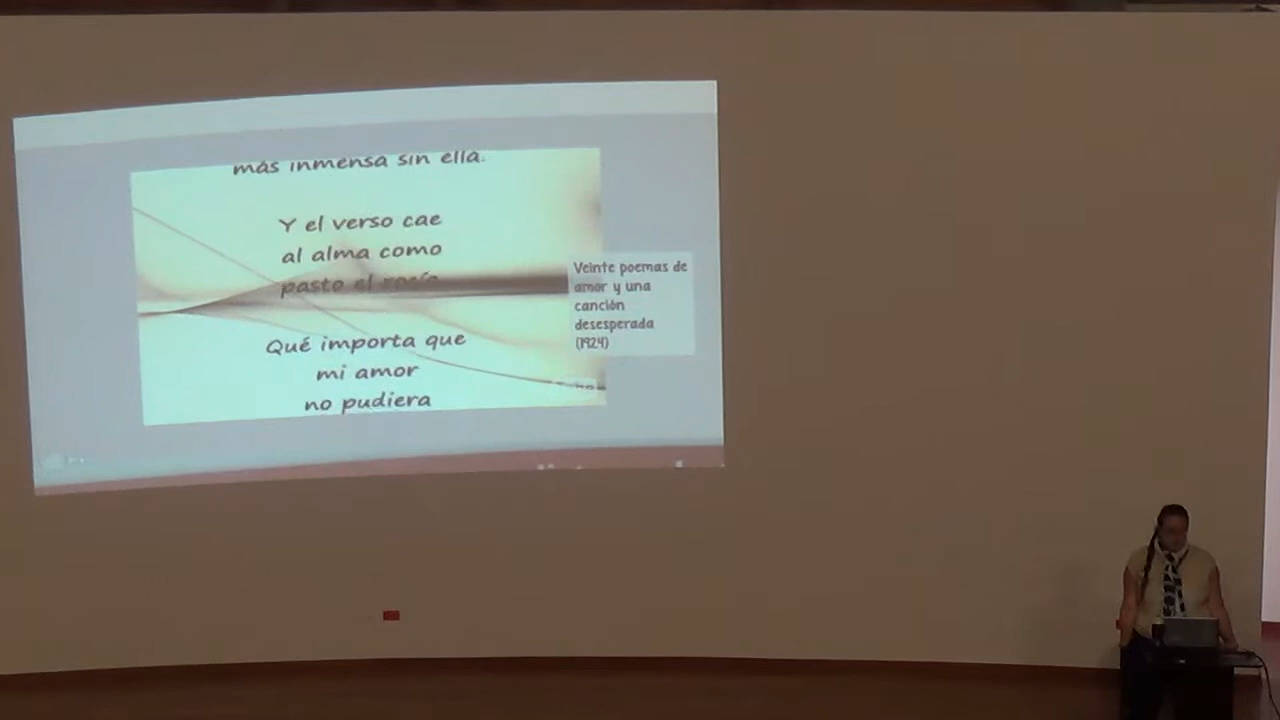 más inmensa sin ella.
Y el verso cae
al alma como
pasto el rocío
Qué importa que
mi amor
no pudiera
Veinte poemas de
amor y una
canción
desesperada
(1924)